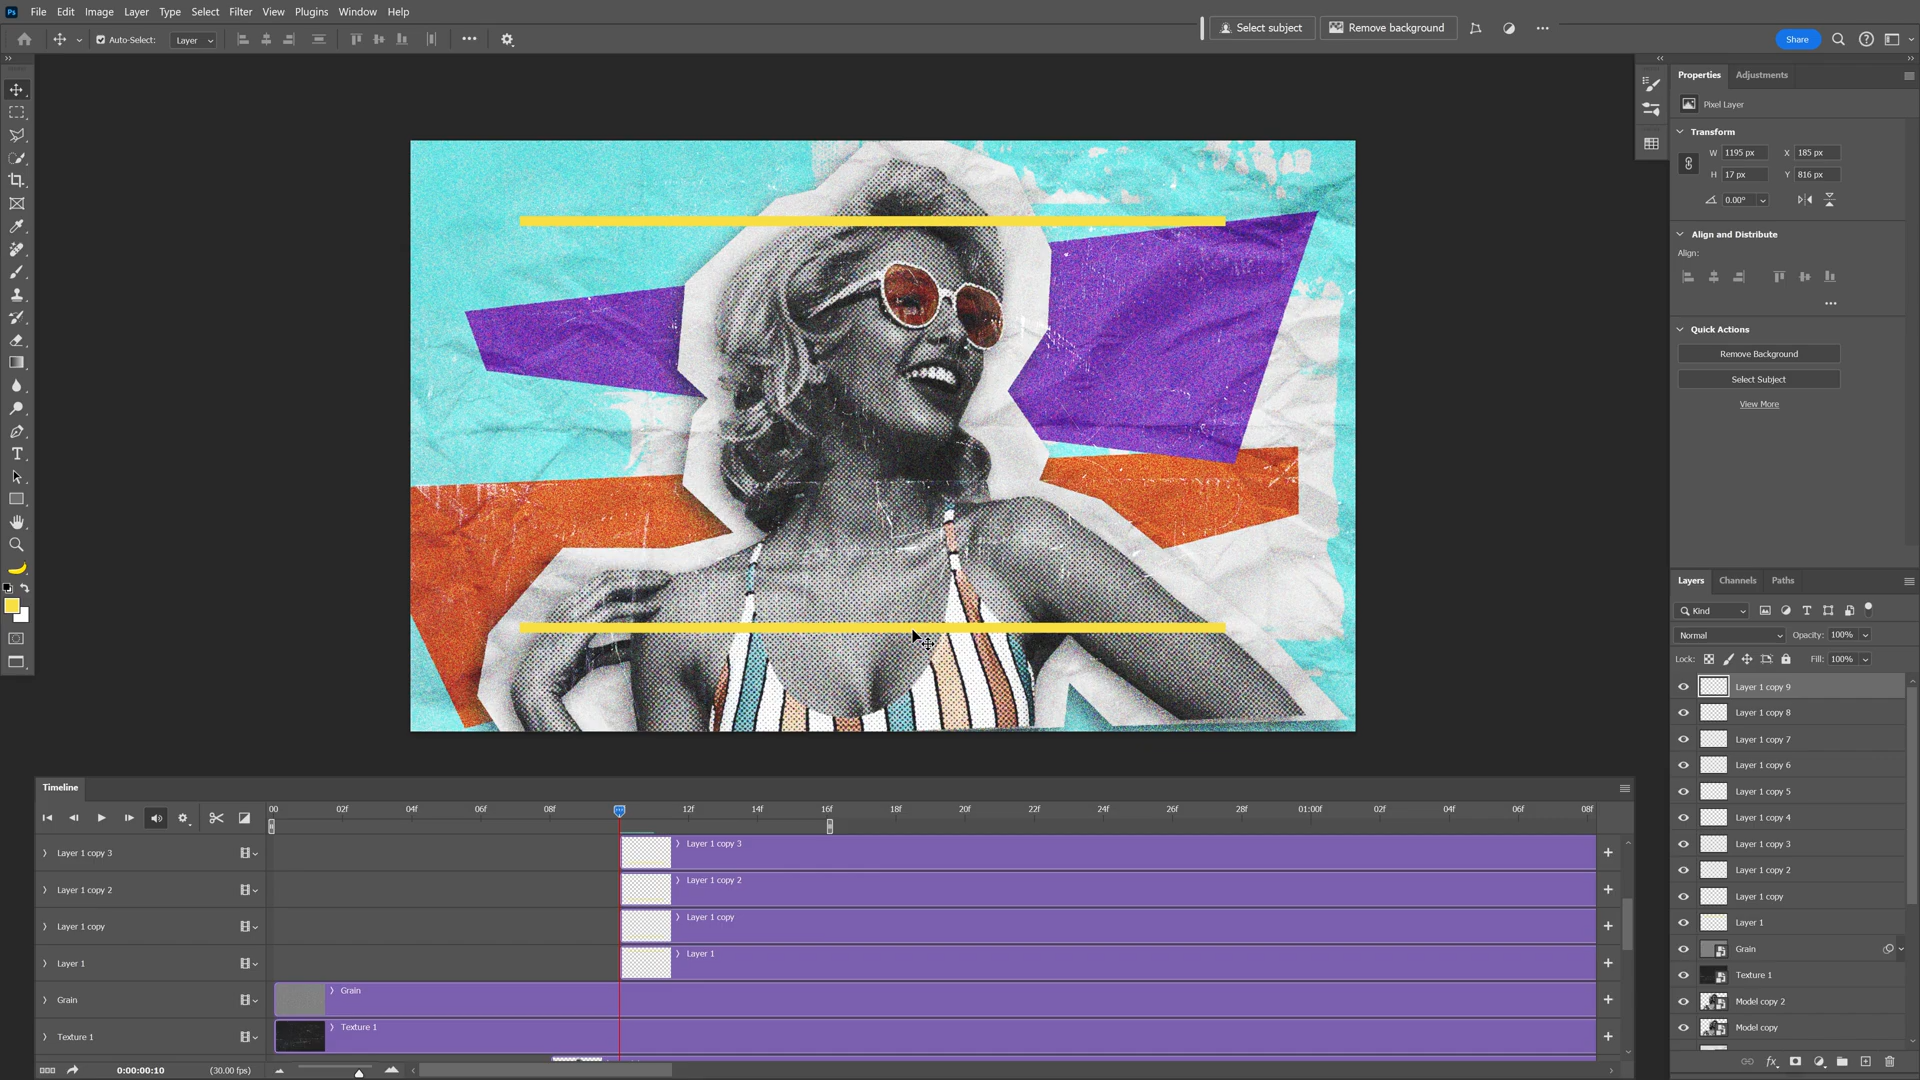 Ps File Edit Image Layer Type Select Filter View Plugins Window Help
Select subject Remove background
Auto-Select: Layer Share
Properties Adjustments
Pixel Layer
Transform
W 1195 px X 185 px
H 17 px Y 816 px
0.00°
Align and Distribute
Align:
Quick Actions
Remove Background
Select Subject
View More
Layers Channels Paths
Kind
Normal Opacity: 100%
Lock: Fill: 100%
Layer 1 copy 9
Layer 1 copy 8
Layer 1 copy 7
Layer 1 copy 6
Layer 1 copy 5
Layer 1 copy 4
Layer 1 copy 3
Layer 1 copy 2
Layer 1 copy
Layer 1
Grain
Texture 1
Model copy 2
Model copy
Timeline
00 02f 04f 06f 08f 12f 14f 16f 18f 20f 22f 24f 26f 28f 01:00f 02f 04f 06f 08f
Layer 1 copy 3 Layer 1 copy 3
Layer 1 copy 2 Layer 1 copy 2
Layer 1 copy Layer 1 copy
Layer 1 Layer 1
Grain Grain
Texture 1 Texture 1
0:00:00:10 (30.00 fps)